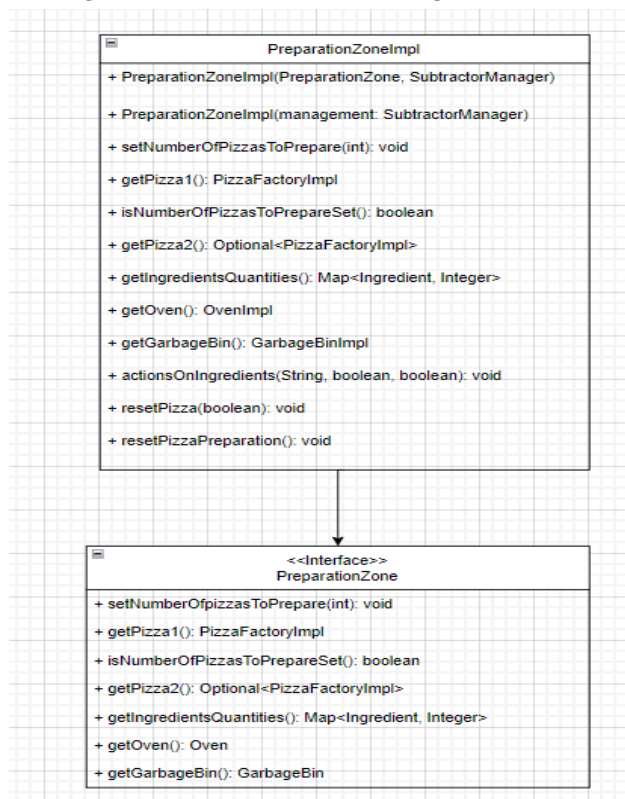 PreparationZoneImpl
+ PreparationZoneImpl(PreparationZone, SubtractorManager)
+ PreparationZoneImpl(management: SubtractorManager)
+ setNumberOfPizzasToPrepare(int): void
+ getPizza1(): PizzaFactoryImpl
+ isNumberOfPizzasToPrepareSet(): boolean
+ getPizza2(): Optional<PizzaFactoryImpl>
+ getIngredientsQuantities(): Map<Ingredient, Integer>
+ getOven(): OvenImpl
+ getGarbageBin(): GarbageBinImpl
+ actionsOnIngredients(String, boolean, boolean): void
+ resetPizza(boolean): void
+ resetPizzaPreparation(): void
<<Interface>>
PreparationZone
+ setNumberOfpizzasToPrepare(int): void
+ getPizza1(): PizzaFactoryImpl
+ isNumberOfPizzasToPrepareSet(): boolean
+ getPizza2(): Optional<PizzaFactoryImpl>
+ getIngredientsQuantities(): Map<Ingredient, Integer>
+ getOven(): Oven
+ getGarbageBin(): GarbageBin